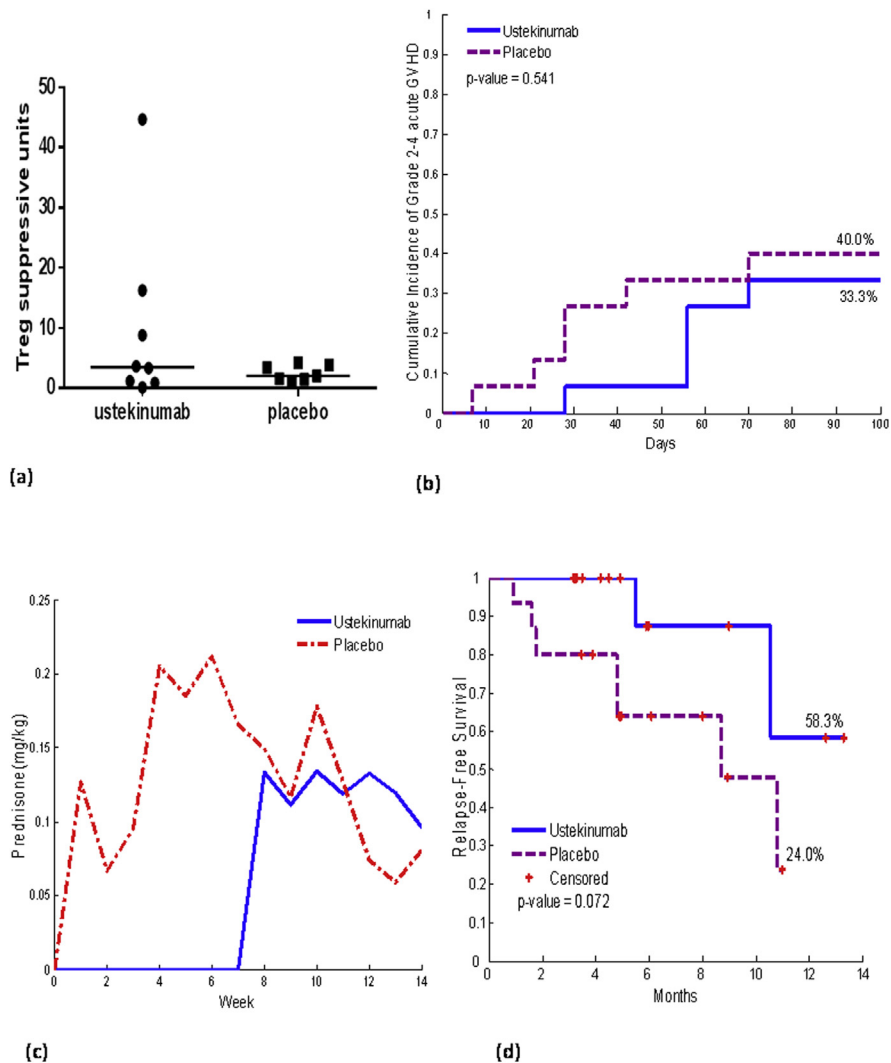 Treg suppressive units
50
40
30
20
10
0
ustekinumab
placebo
(a)
Cumulative Incidence of Grade 2-4 acute GVHD
1
0.9
0.8
0.7
0.6
0.5
0.4
0.3
0.2
0.1
0
Ustekinumab
Placebo
p-value = 0.541
40.0%
33.3%
0 10 20 30 40 50 60 70 80 90 100
Days
(b)
Prednisone(mg/kg)
0.25
0.2
0.15
0.1
0.05
0
Ustekinumab
Placebo
0 2 4 6 8 10 12 14
Week
(c)
Relapse-Free Survival
1
0.9
0.8
0.7
0.6
0.5
0.4
0.3
0.2
0.1
0
58.3%
24.0%
Ustekinumab
Placebo
Censored
p-value = 0.072
0 2 4 6 8 10 12 14
Months
(d)